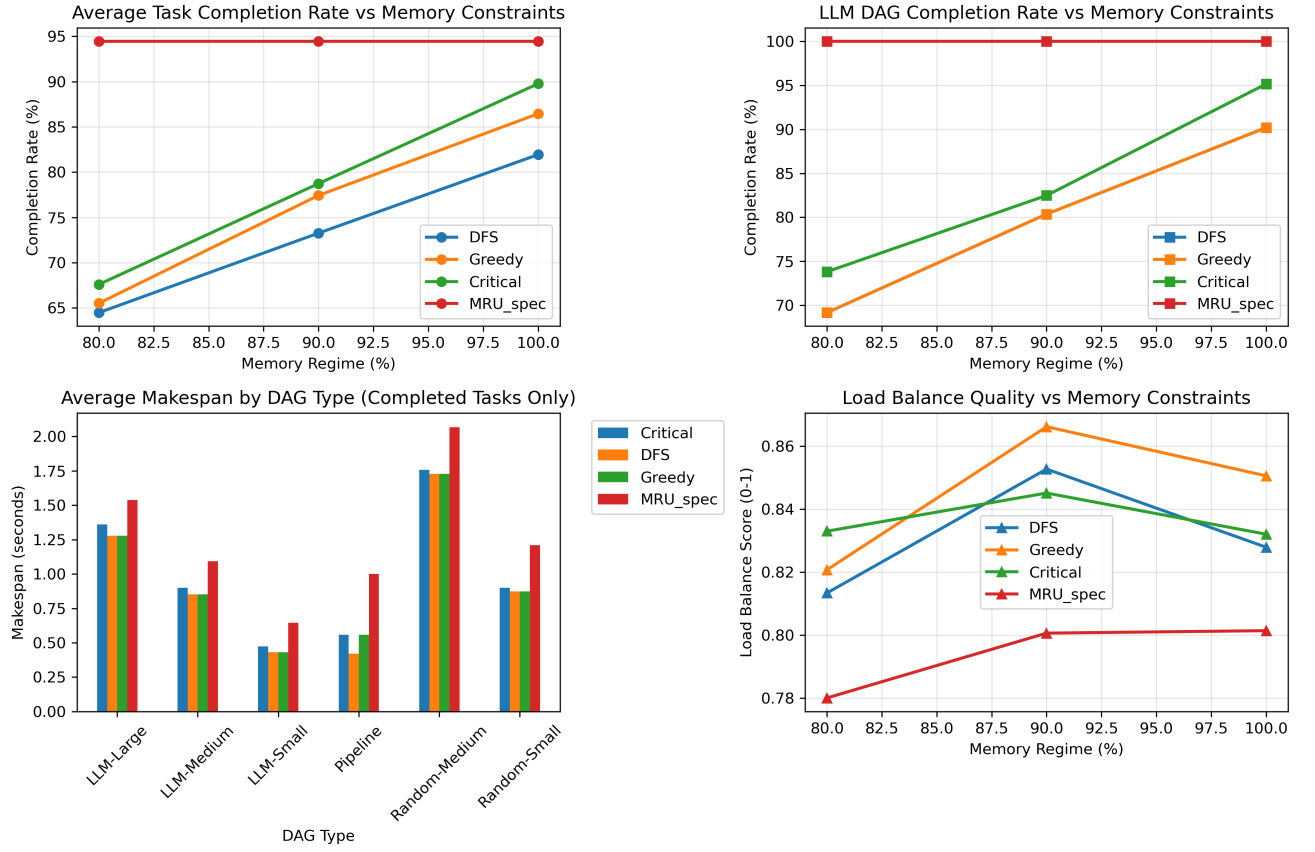 Average Task Completion Rate vs Memory Constraints
95
90
85
80
75
70
65
Completion Rate (%)
80.0 82.5 85.0 87.5 90.0 92.5 95.0 97.5 100.0
Memory Regime (%)
DFS
Greedy
Critical
MRU_spec
LLM DAG Completion Rate vs Memory Constraints
100
95
90
85
80
75
70
Completion Rate (%)
80.0 82.5 85.0 87.5 90.0 92.5 95.0 97.5 100.0
Memory Regime (%)
DFS
Greedy
Critical
MRU_spec
Average Makespan by DAG Type (Completed Tasks Only)
2.00
1.75
1.50
1.25
1.00
0.75
0.50
0.25
0.00
Makespan (seconds)
LLM-Large
LLM-Medium
LLM-Small
Pipeline
Random-Medium
Random-Small
DAG Type
Critical
DFS
Greedy
MRU_spec
Load Balance Quality vs Memory Constraints
0.86
0.84
0.82
0.80
0.78
Load Balance Score (0-1)
80.0 82.5 85.0 87.5 90.0 92.5 95.0 97.5 100.0
Memory Regime (%)
DFS
Greedy
Critical
MRU_spec